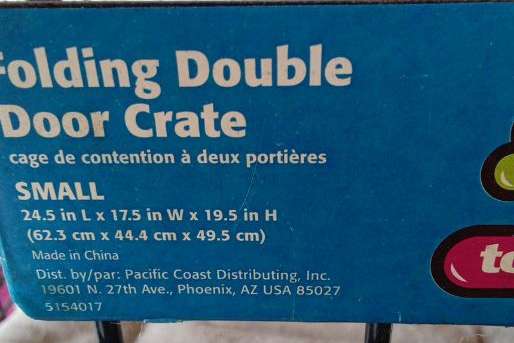 Folding Double
Door Crate
cage de contention à deux portières
SMALL
24.5 in L x 17.5 in W x 19.5 in H
(62.3 cm x 44.4 cm x 49.5 cm)
Made in China
Dist. by/par: Pacific Coast Distributing, Inc.
19601 N. 27th Ave., Phoenix, AZ USA 85027
5154017